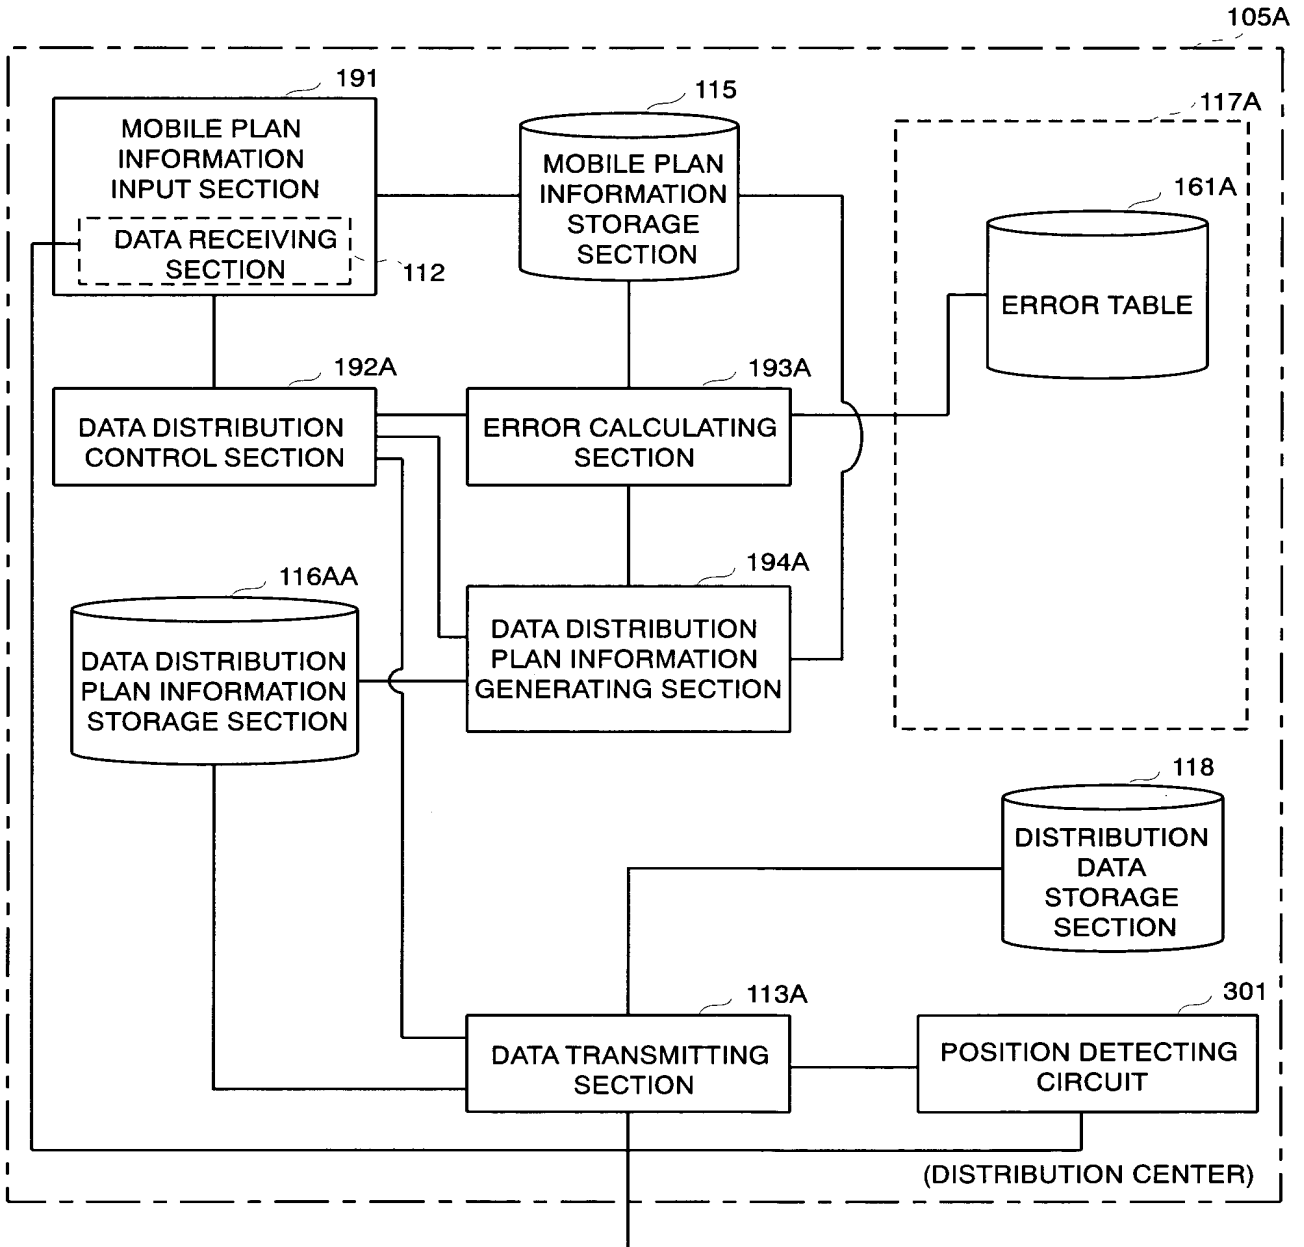 105A
191
MOBILE PLAN
INFORMATION
INPUT SECTION
DATA RECEIVING
SECTION
112
115
MOBILE PLAN
INFORMATION
STORAGE
SECTION
117A
161A
ERROR TABLE
192A
DATA DISTRIBUTION
CONTROL SECTION
193A
ERROR CALCULATING
SECTION
116AA
DATA DISTRIBUTION
PLAN INFORMATION
STORAGE SECTION
194A
DATA DISTRIBUTION
PLAN INFORMATION
GENERATING SECTION
118
DISTRIBUTION
DATA
STORAGE
SECTION
113A
DATA TRANSMITTING
SECTION
301
POSITION DETECTING
CIRCUIT
(DISTRIBUTION CENTER)